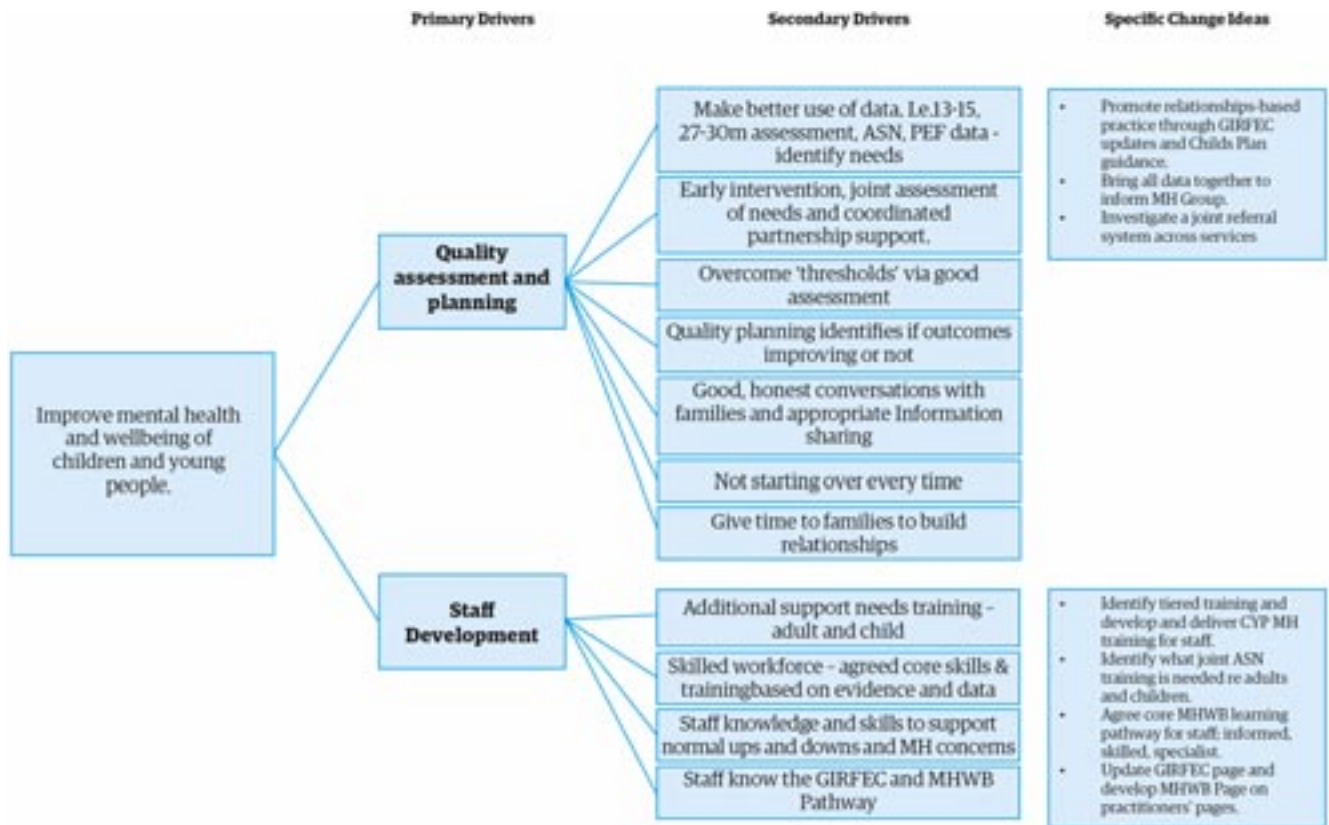 Primary Drivers
Secondary Drivers
Specific Change Ideas
Improve mental health
and wellbeing of
children and young
people.
Quality
assessment and
planning
Make better use of data, I.e.13-15,
27-30m assessment, ASN, PEF data -
identify needs
Early intervention, joint assessment
of needs and coordinated
partnership support.
Overcome 'thresholds' via good
assessment
Quality planning identifies if outcomes
improving or not
Good, honest conversations with
families and appropriate Information
sharing
Not starting over every time
Give time to families to build
relationships
• Promote relationships-based
practice through GIRFEC
updates and Childs Plan
guidance.
• Bring all data together to
inform MH Group.
• Investigate a joint referral
system across services
Staff
Development
Additional support needs training –
adult and child
Skilled workforce – agreed core skills &
trainingbased on evidence and data
Staff knowledge and skills to support
normal ups and downs and MH concerns
Staff know the GIRFEC and MHWB
Pathway
• Identify tiered training and
develop and deliver CYP MH
training for staff.
• Identify what joint ASN
training is needed re adults
and children.
• Agree core MHWB learning
pathway for staff; informed,
skilled, specialist.
• Update GIRFEC page and
develop MHWB Page on
practitioners' pages.